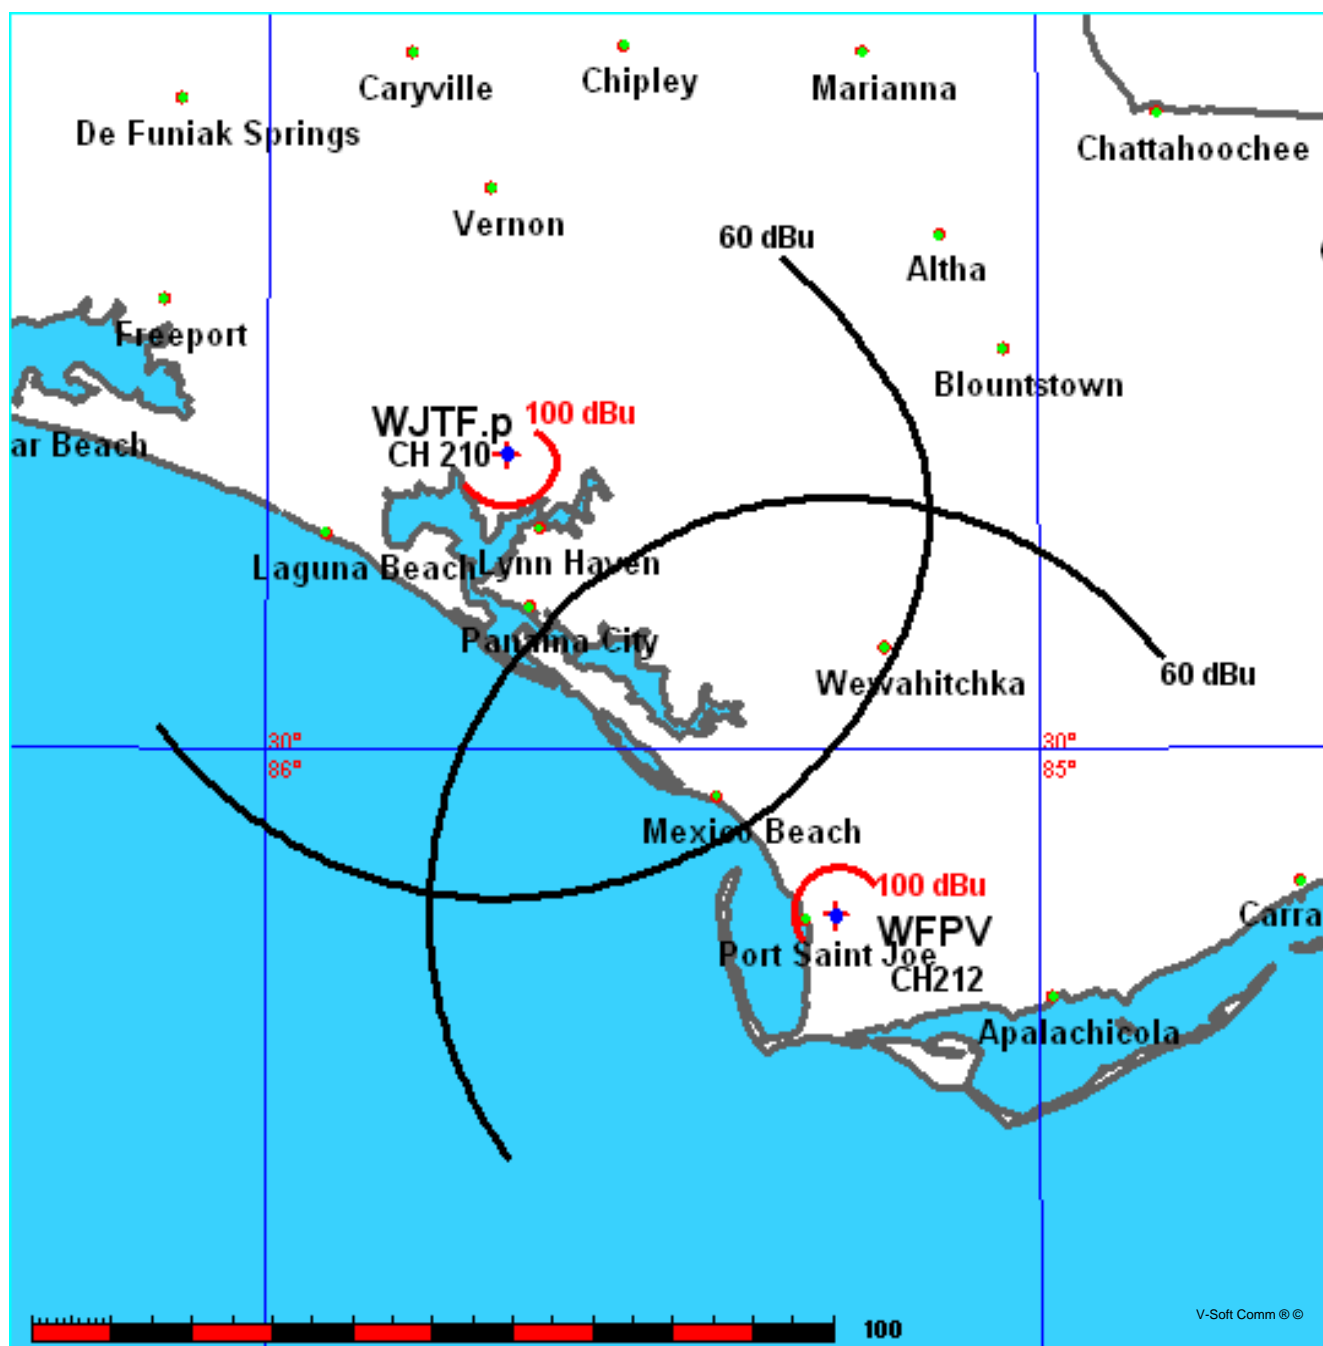 Caryville
Chipley
Marianna
De Funiak Springs
Chattahoochee
Vernon
60 dBu
Altha
Freeport
Blountstown
WJTF.p
100 dBu
CH 210
ar Beach
Laguna Beach
Lynn Haven
Panama City
Wewahitchka
60 dBu
30°
86°
30°
85°
Mexico Beach
100 dBu
WFPV
Carra
Port Saint Joe
CH212
Apalachicola
V-Soft Comm ® ©
100